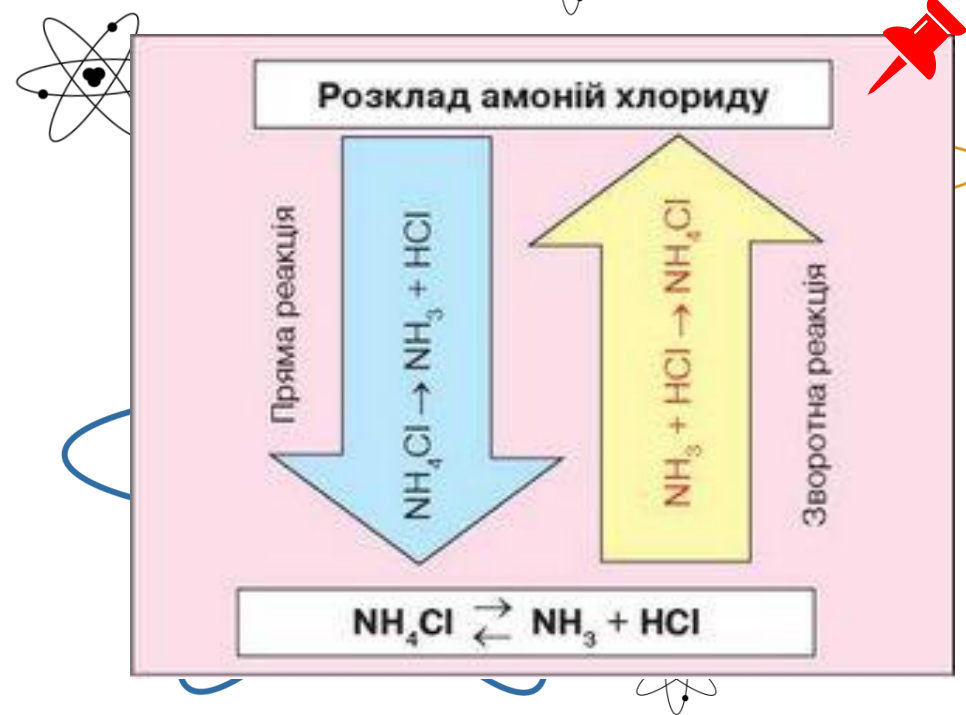 Розклад амоній хлориду
Пряма реакція
NH₄Cl → NH₃ + HCl
NH₃ + HCl → NH₄Cl
Зворотна реакція
NH₄Cl ⇄ NH₃ + HCl